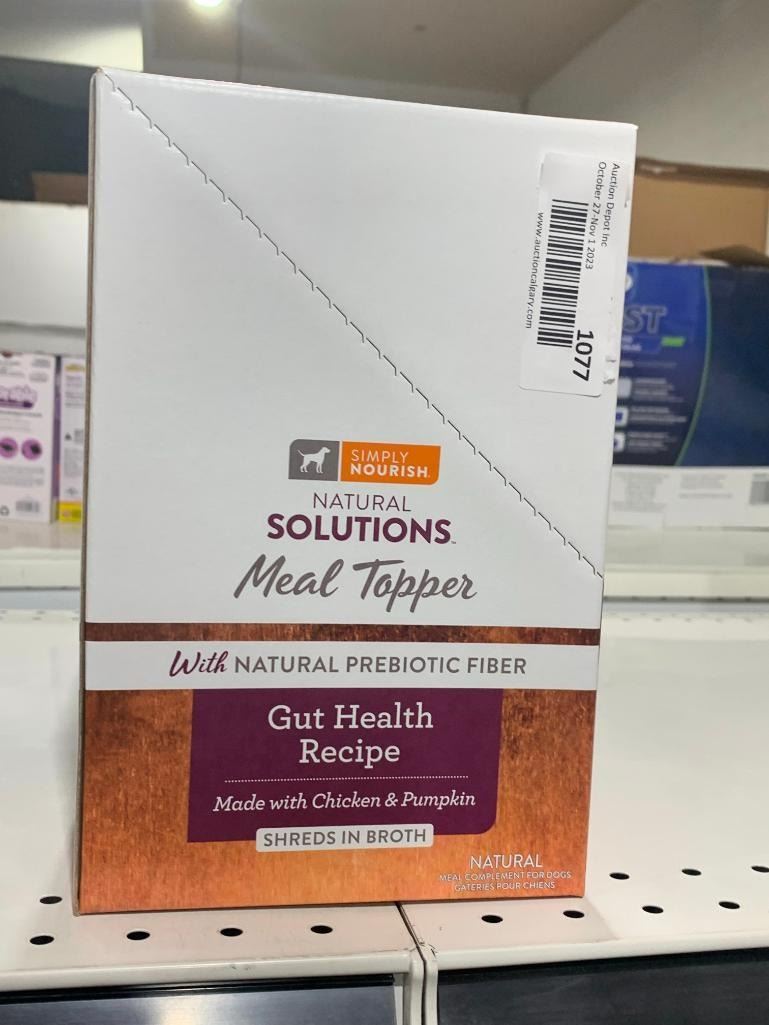 Auction Depot Inc
October 27-Nov 1 2023
1077
www.auctioncalgary.com
SIMPLY
NOURISH.
NATURAL
SOLUTIONS™
Meal Topper
With NATURAL PREBIOTIC FIBER
Gut Health
Recipe
Made with Chicken & Pumpkin
SHREDS IN BROTH
NATURAL
MEAL COMPLEMENT FOR DOGS
GATERIES POUR CHIENS
ST